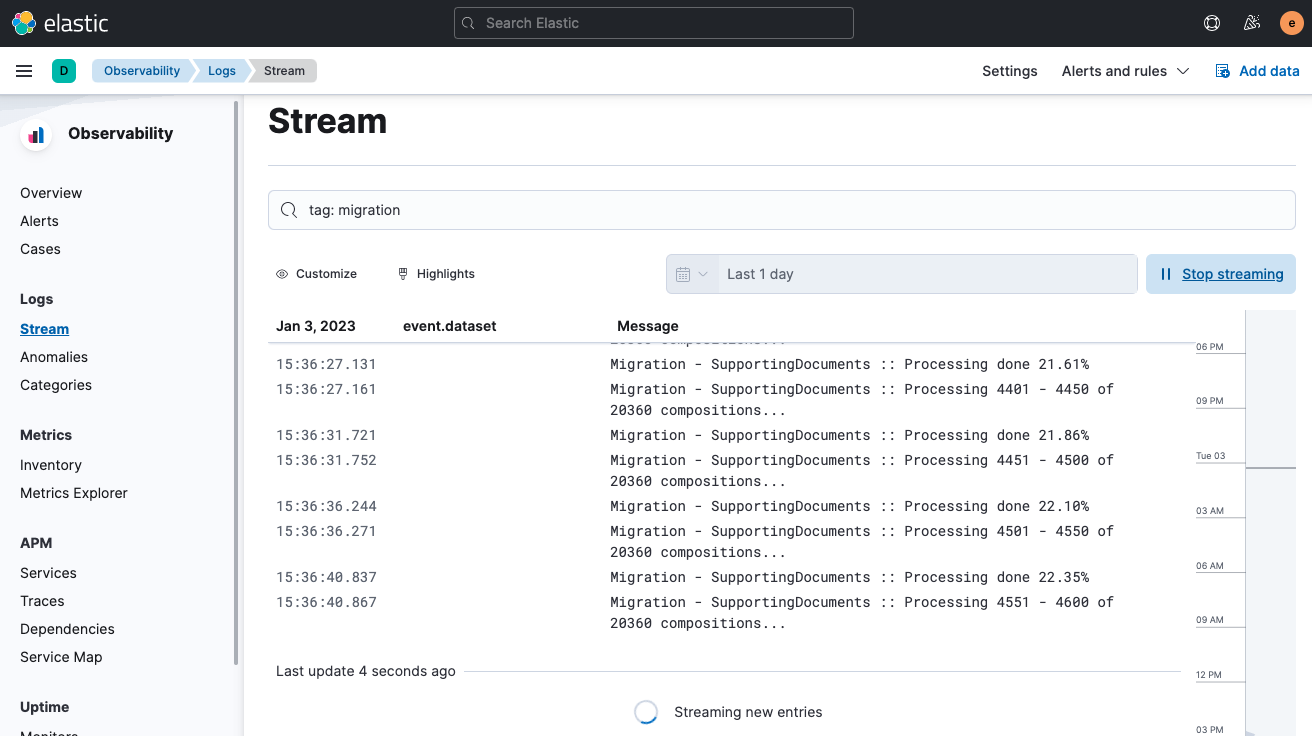 elastic
Search Elastic
e
D
Observability
Logs
Stream
Settings
Alerts and rules
Add data
Observability
Overview
Alerts
Cases
Logs
Stream
Anomalies
Categories
Metrics
Inventory
Metrics Explorer
APM
Services
Traces
Dependencies
Service Map
Uptime
Monitors
Stream
tag: migration
Customize
Highlights
Last 1 day
Stop streaming
Jan 3, 2023 event.dataset Message
20360 compositions...
15:36:27.131 Migration - SupportingDocuments :: Processing done 21.61%
15:36:27.161 Migration - SupportingDocuments :: Processing 4401 - 4450 of
20360 compositions...
15:36:31.721 Migration - SupportingDocuments :: Processing done 21.86%
15:36:31.752 Migration - SupportingDocuments :: Processing 4451 - 4500 of
20360 compositions...
15:36:36.244 Migration - SupportingDocuments :: Processing done 22.10%
15:36:36.271 Migration - SupportingDocuments :: Processing 4501 - 4550 of
20360 compositions...
15:36:40.837 Migration - SupportingDocuments :: Processing done 22.35%
15:36:40.867 Migration - SupportingDocuments :: Processing 4551 - 4600 of
20360 compositions...
Last update 4 seconds ago
Streaming new entries
06 PM
09 PM
Tue 03
03 AM
06 AM
09 AM
12 PM
03 PM